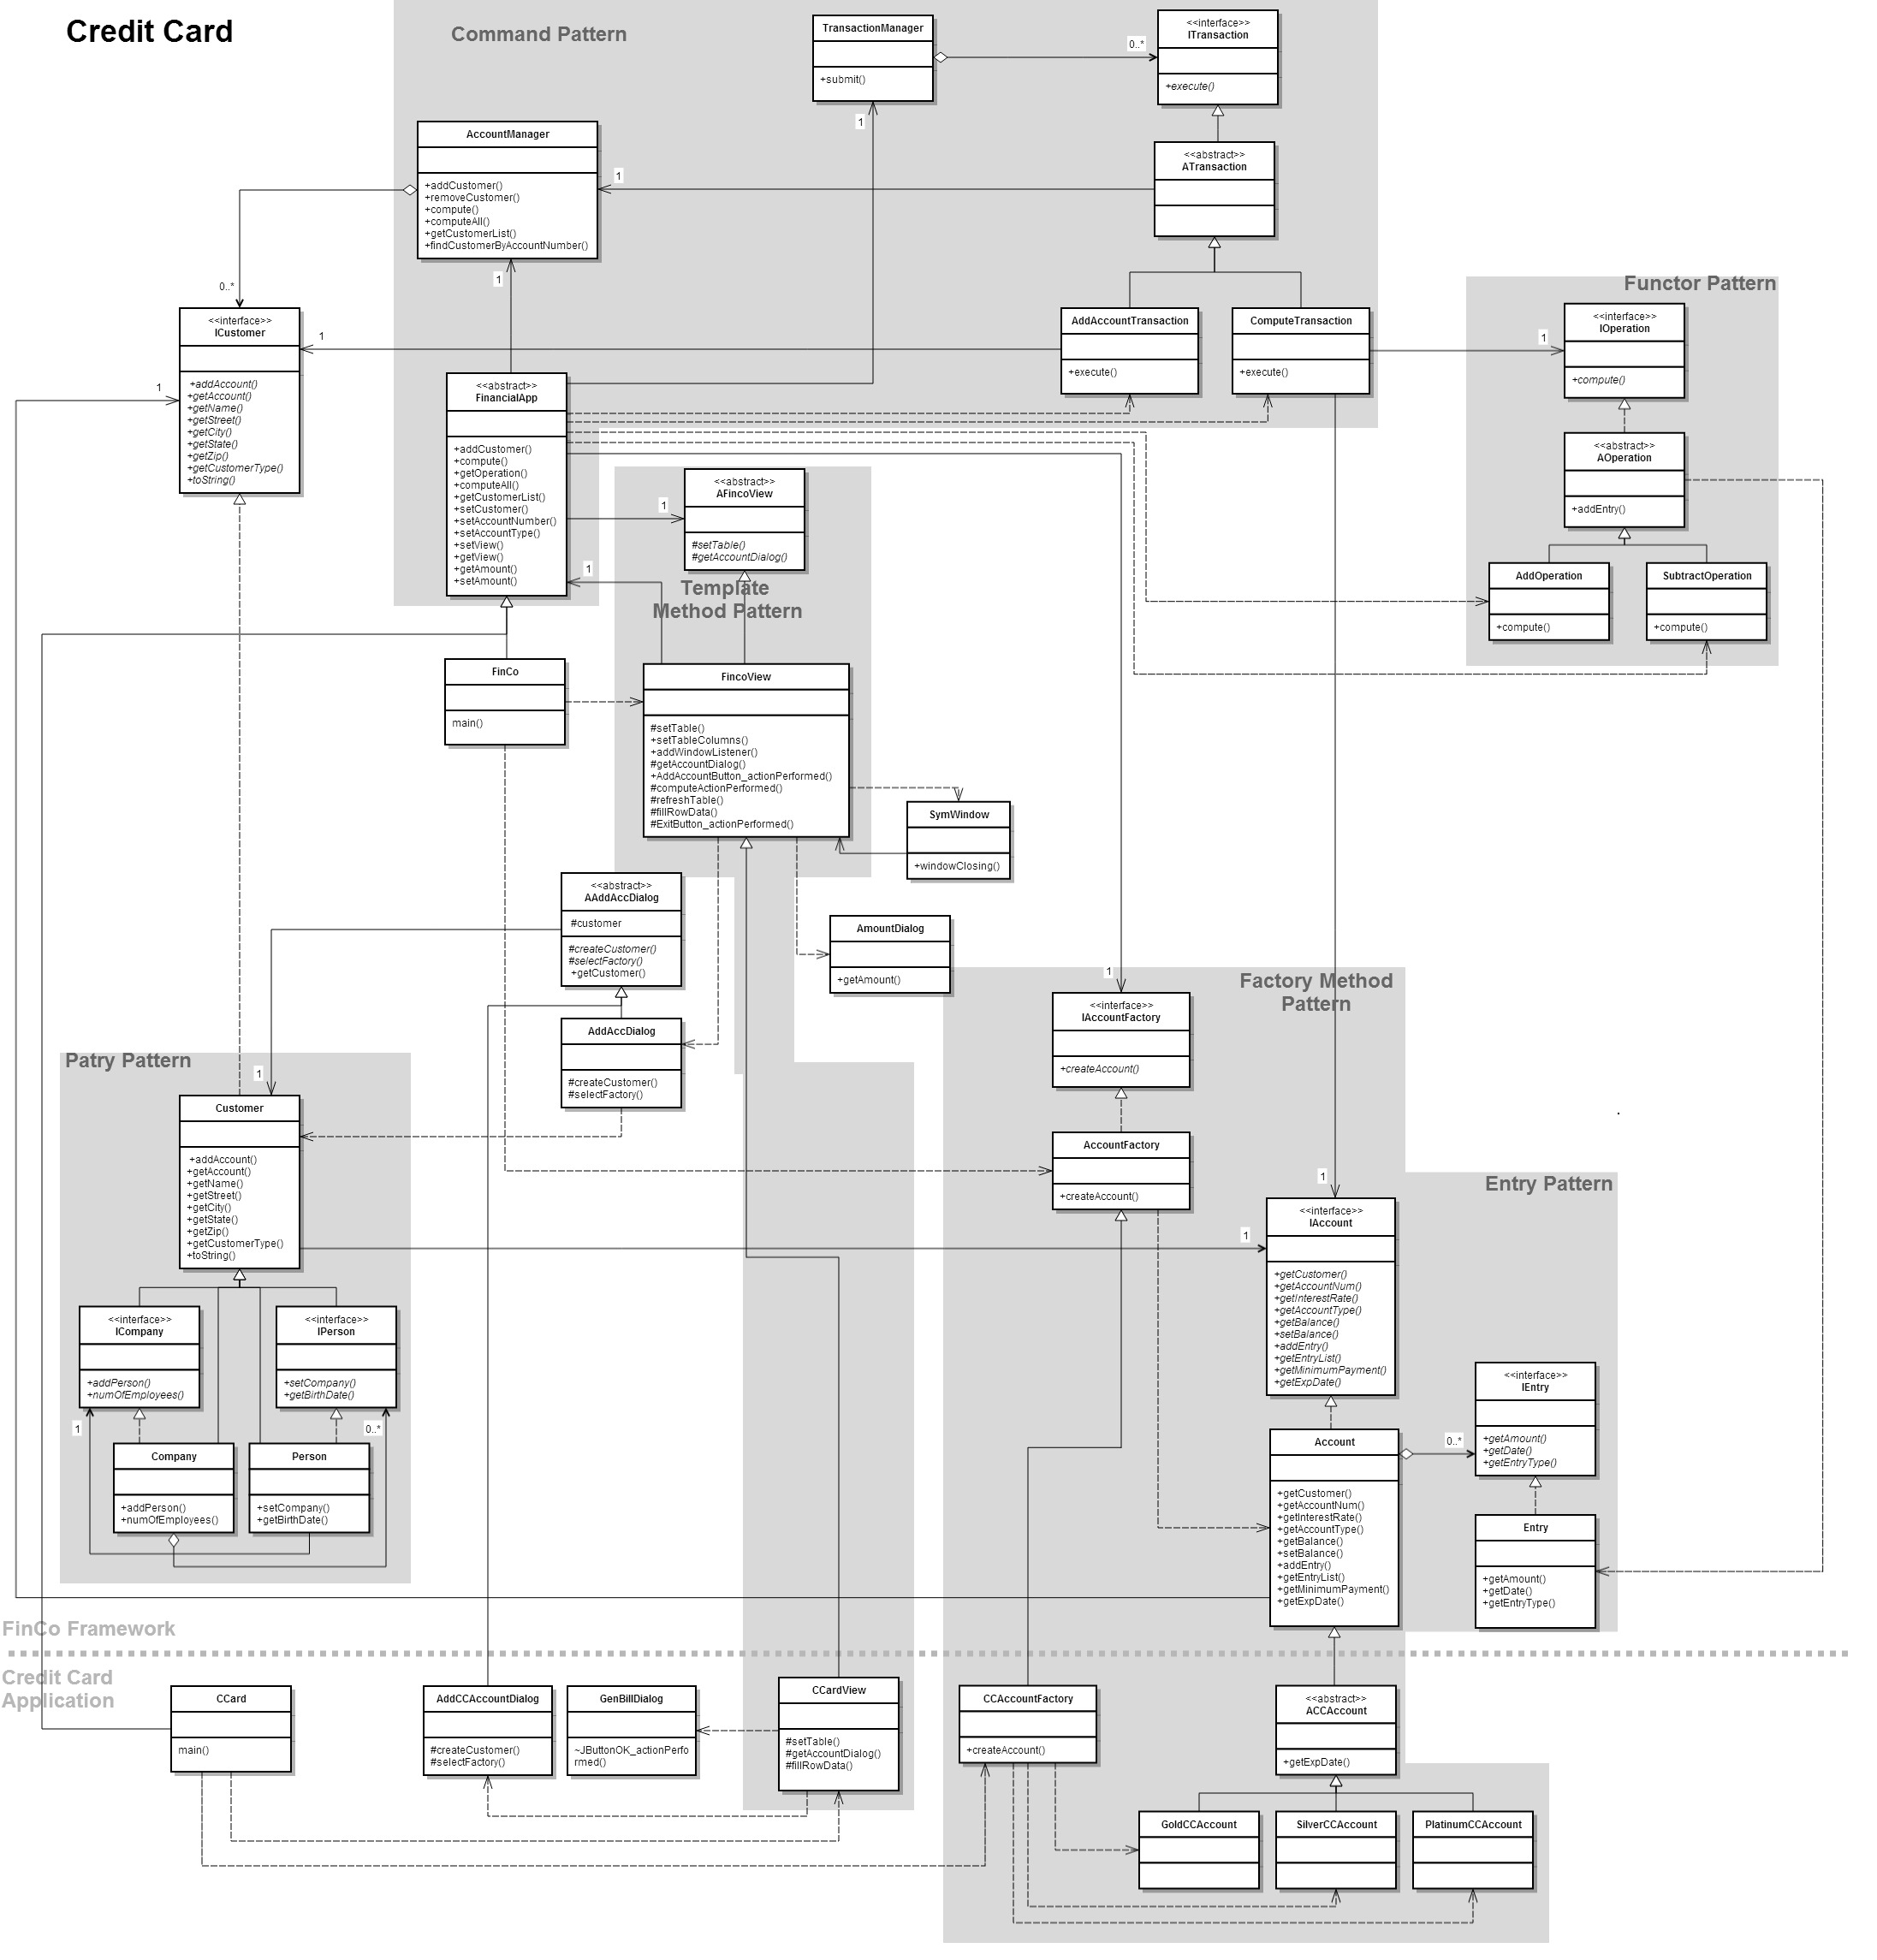 Credit Card
Command Pattern
TransactionManager
+submit()
0..*
<<interface>>
ITransaction
+execute()
1
AccountManager
+addCustomer()
+removeCustomer()
+compute()
+computeAll()
+getCustomerList()
+findCustomerByAccountNumber()
1
<<abstract>>
ATransaction
1
0..*
<<interface>>
ICustomer
+addAccount()
+getAccount()
+getName()
+getStreet()
+getCity()
+getState()
+getZip()
+getCustomerType()
+toString()
1
1
AddAccountTransaction
+execute()
ComputeTransaction
+execute()
Functor Pattern
1
<<interface>>
IOperation
+compute()
<<abstract>>
AOperation
+addEntry()
AddOperation
+compute()
SubtractOperation
+compute()
<<abstract>>
FinancialApp
+addCustomer()
+compute()
+getOperation()
+computeAll()
+getCustomerList()
+setCustomer()
+setAccountNumber()
+setAccountType()
+setView()
+getView()
+getAmount()
+setAmount()
1
<<abstract>>
AFincoView
#setTable()
#getAccountDialog()
1
Template
Method Pattern
FinCo
main()
FincoView
#setTable()
+setTableColumns()
+addWindowListener()
#getAccountDialog()
+AddAccountButton_actionPerformed()
#computeActionPerformed()
#refreshTable()
#fillRowData()
#ExitButton_actionPerformed()
SymWindow
+windowClosing()
<<abstract>>
AAddAccDialog
#customer
#createCustomer()
#selectFactory()
+getCustomer()
AmountDialog
+getAmount()
AddAccDialog
#createCustomer()
#selectFactory()
Factory Method
Pattern
1
<<interface>>
IAccountFactory
+createAccount()
AccountFactory
+createAccount()
Patry Pattern
1
Customer
+addAccount()
+getAccount()
+getName()
+getStreet()
+getCity()
+getState()
+getZip()
+getCustomerType()
+toString()
<<interface>>
ICompany
+addPerson()
+numOfEmployees()
<<interface>>
IPerson
+setCompany()
+getBirthDate()
1
0..*
Company
+addPerson()
+numOfEmployees()
Person
+setCompany()
+getBirthDate()
Entry Pattern
1
1
<<interface>>
IAccount
+getCustomer()
+getAccountNum()
+getInterestRate()
+getAccountType()
+getBalance()
+setBalance()
+addEntry()
+getEntryList()
+getMinimumPayment()
+getExpDate()
Account
+getCustomer()
+getAccountNum()
+getInterestRate()
+getAccountType()
+getBalance()
+setBalance()
+addEntry()
+getEntryList()
+getMinimumPayment()
+getExpDate()
0..*
<<interface>>
IEntry
+getAmount()
+getDate()
+getEntryType()
Entry
+getAmount()
+getDate()
+getEntryType()
FinCo Framework
Credit Card
Application
CCard
main()
AddCCAccountDialog
#createCustomer()
#selectFactory()
GenBillDialog
~JButtonOK_actionPerfo
rmed()
CCardView
#setTable()
#getAccountDialog()
#fillRowData()
CCAccountFactory
+createAccount()
<<abstract>>
ACCAccount
+getExpDate()
GoldCCAccount
SilverCCAccount
PlatinumCCAccount